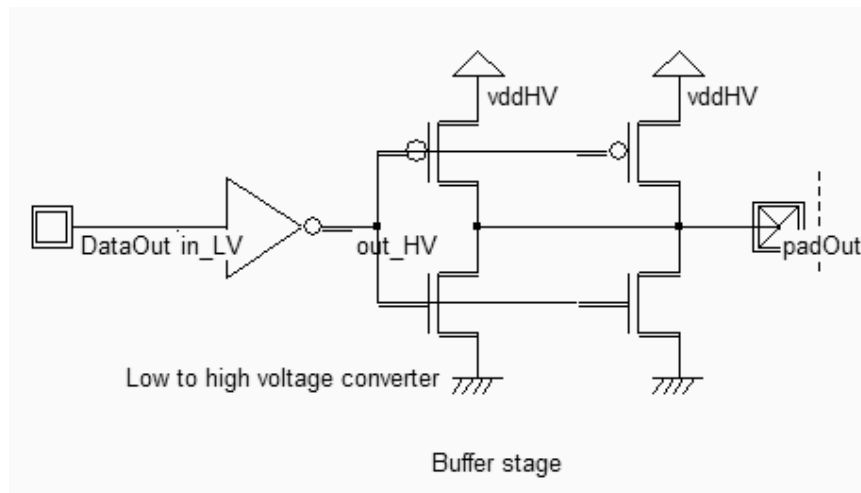 vddHV vddHV
DataOut in_LV out_HV padOut
Low to high voltage converter
Buffer stage